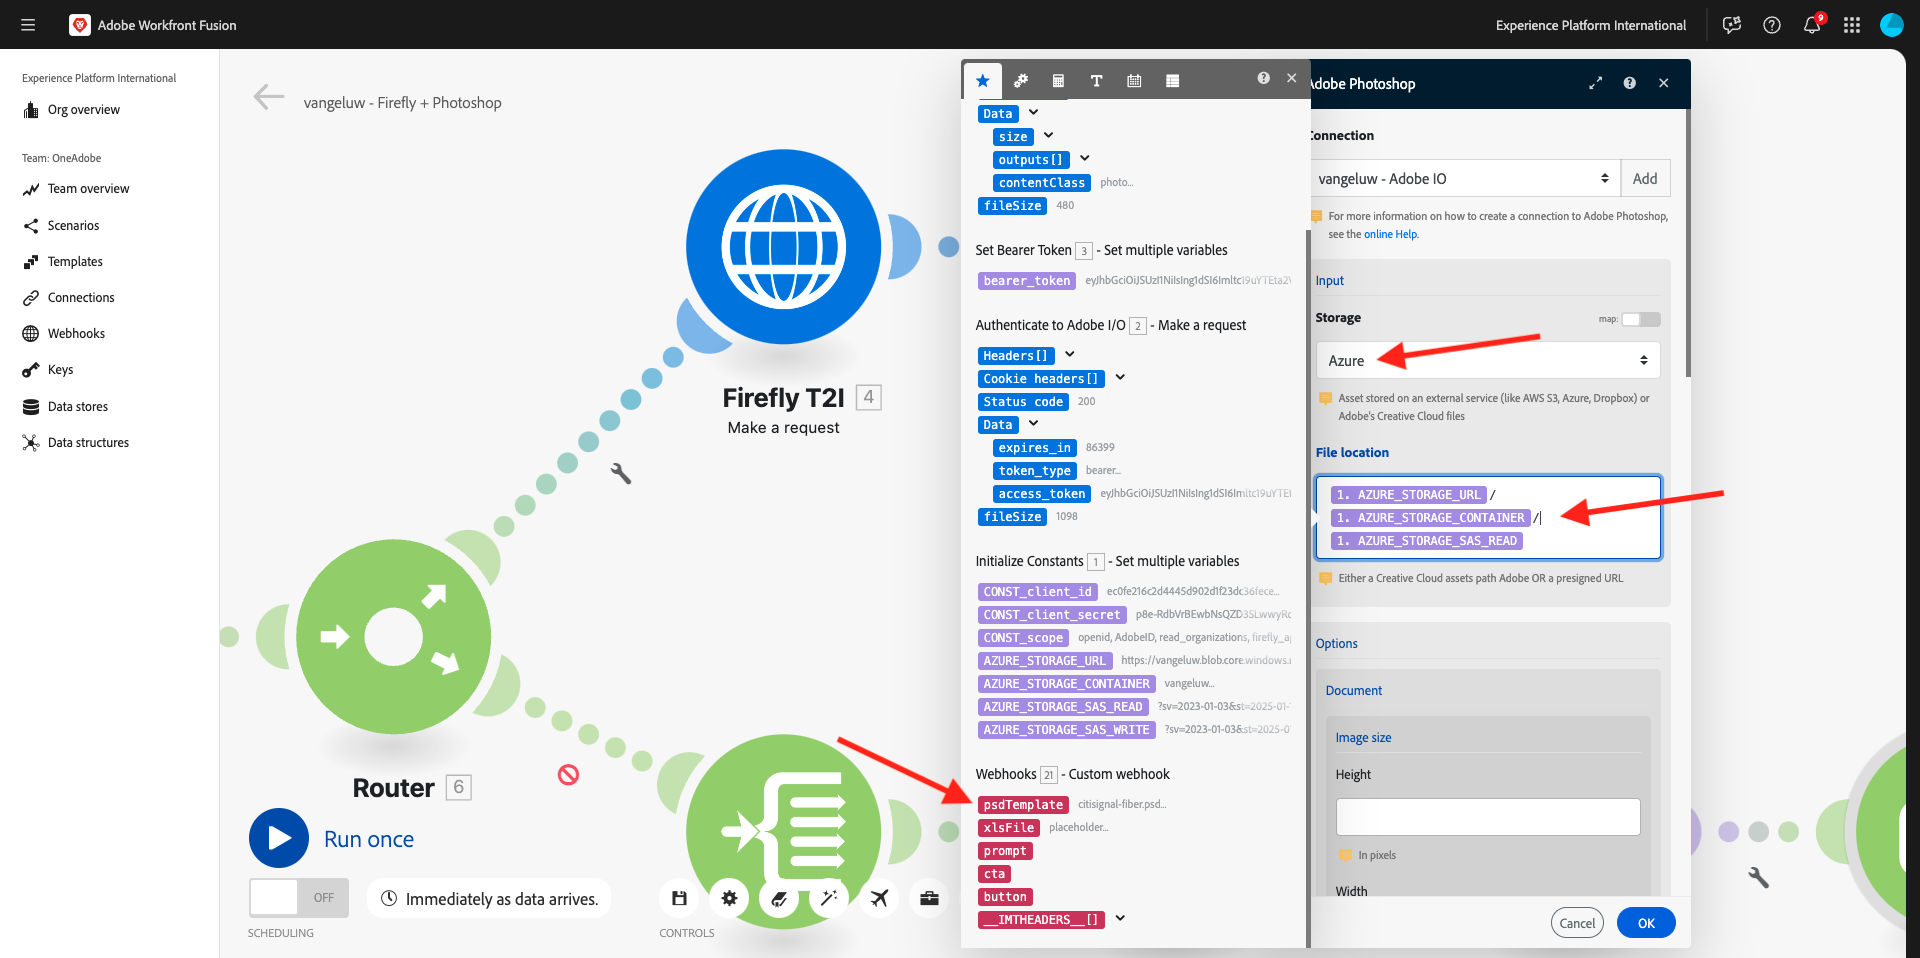 Adobe Workfront Fusion
Experience Platform International
9
Experience Platform International
Org overview
Team: OneAdobe
Team overview
Scenarios
Templates
Connections
Webhooks
Keys
Data stores
Data structures
vangeluw - Firefly + Photoshop
Firefly T2I 4
Make a request
Router 6
Run once
OFF
Immediately as data arrives.
SCHEDULING
CONTROLS
Data
size
outputs[]
contentClass photo...
fileSize 480
Set Bearer Token 3 - Set multiple variables
bearer_token
Authenticate to Adobe I/O 2 - Make a request
Headers[]
Cookie headers[]
Status code 200
Data
expires_in 86399
token_type bearer...
access_token
fileSize 1098
Initialize Constants 1 - Set multiple variables
CONST_client_id
CONST_client_secret
CONST_scope openid, AdobeID, read_organizations, firefly_a
AZURE_STORAGE_URL https://vangeluw.blob.core.windows.
AZURE_STORAGE_CONTAINER vangeluw...
AZURE_STORAGE_SAS_READ ?sv=2023-01-03&st=2025-01-
AZURE_STORAGE_SAS_WRITE ?sv=2023-01-03&st=2025-0
Webhooks 21 - Custom webhook
psdTemplate citisignal-fiber.psd...
xlsFile placeholder...
prompt
cta
button
__IMTHEADERS__[]
Adobe Photoshop
Connection
vangeluw - Adobe IO
Add
For more information on how to create a connection to Adobe Photoshop,
see the online Help.
Input
Storage
map:
Azure
Asset stored on an external service (like AWS S3, Azure, Dropbox) or
Adobe's Creative Cloud files
File location
1. AZURE_STORAGE_URL /
1. AZURE_STORAGE_CONTAINER /
1. AZURE_STORAGE_SAS_READ
Either a Creative Cloud assets path Adobe OR a presigned URL
Options
Document
Image size
Height
In pixels
Width
Cancel
OK